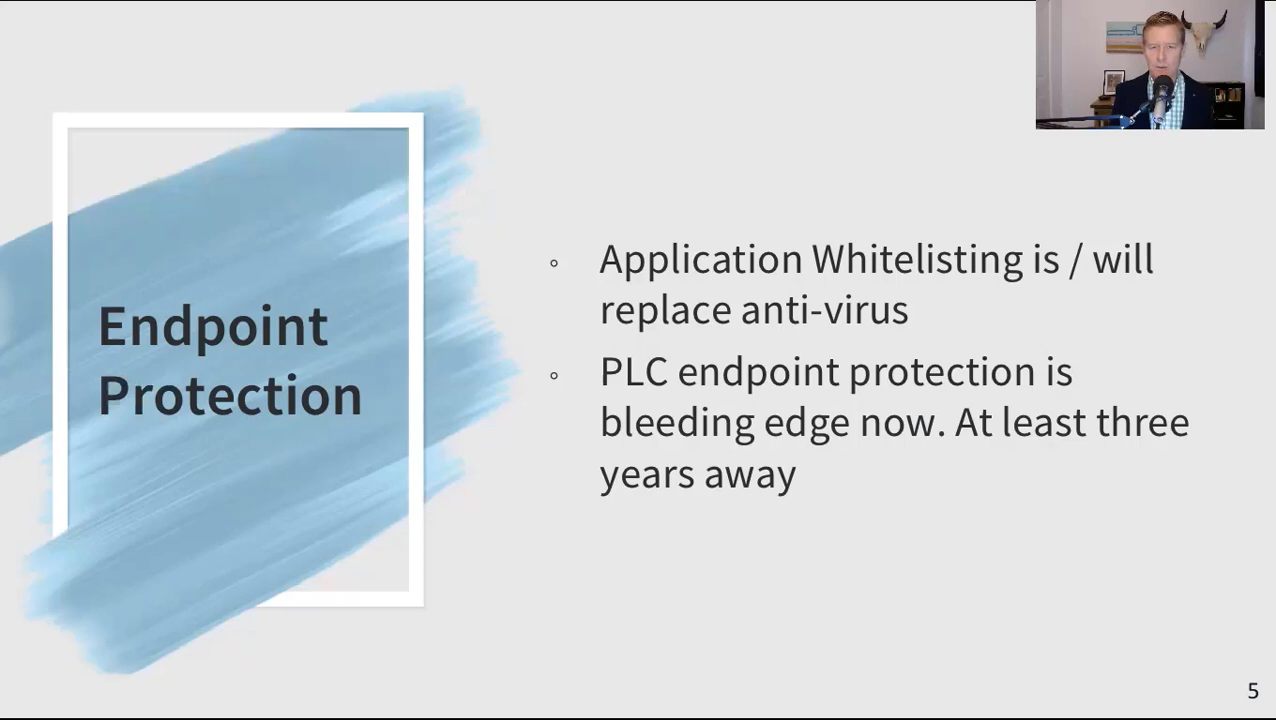 Endpoint
Protection
Application Whitelisting is / will
replace anti-virus
PLC endpoint protection is
bleeding edge now. At least three
years away
5